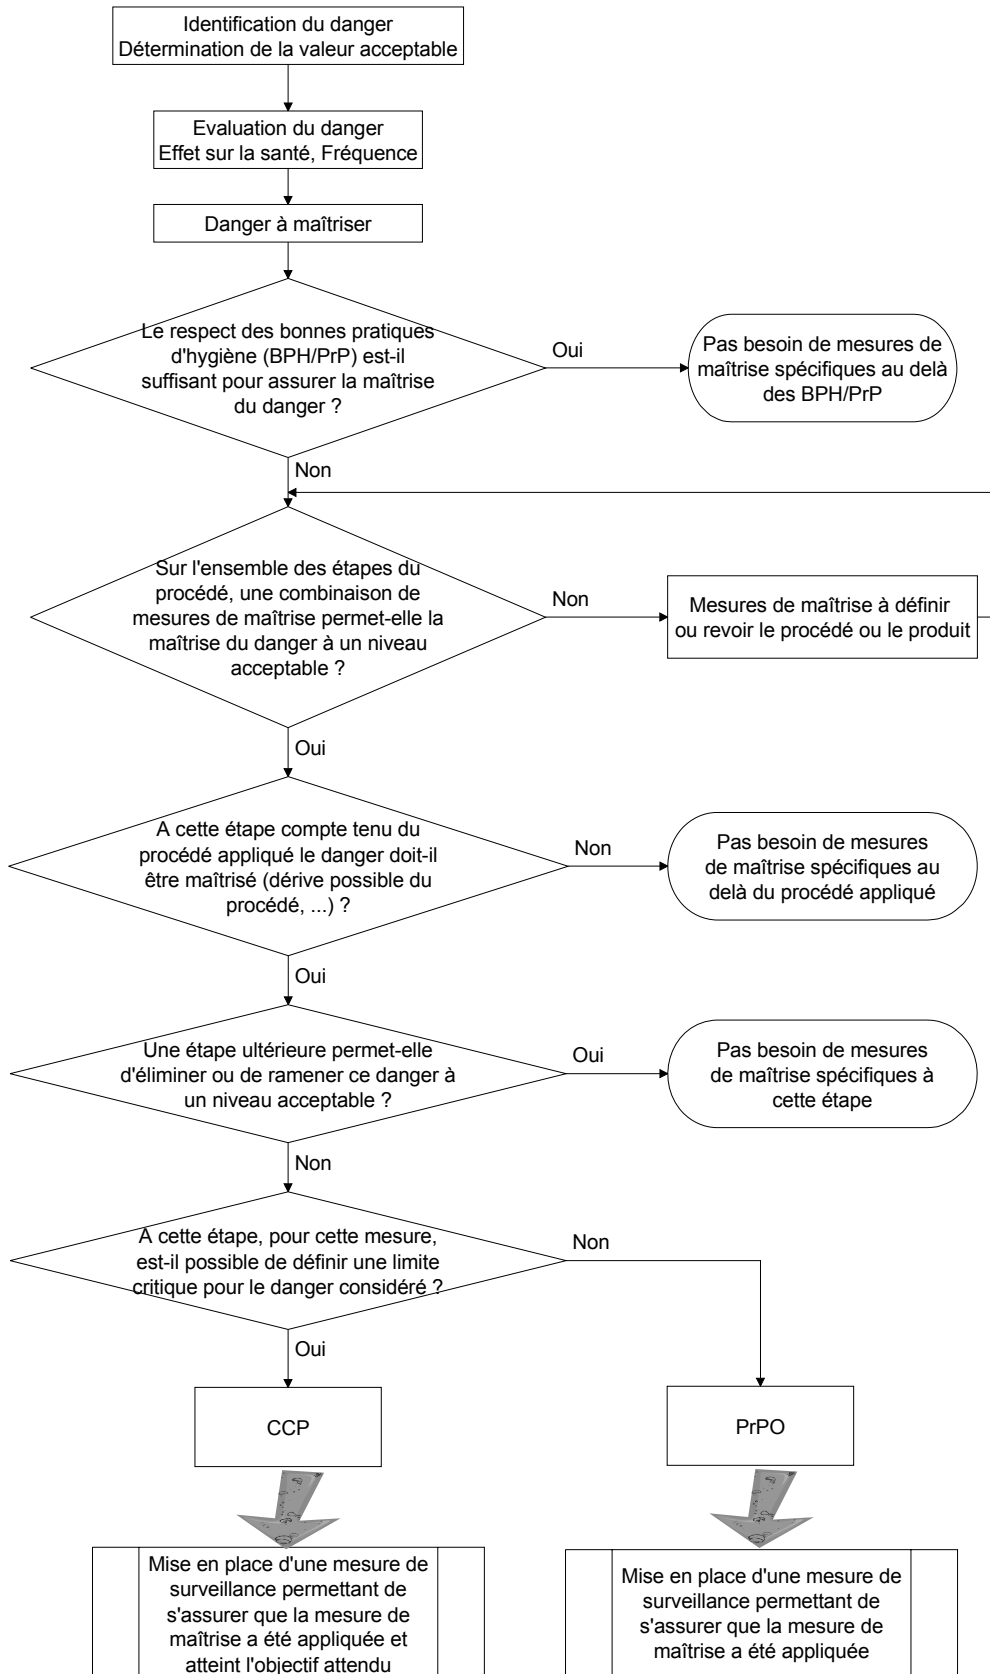 Identification du danger
Détermination de la valeur acceptable
Evaluation du danger
Effet sur la santé, Fréquence
Danger à maîtriser
Le respect des bonnes pratiques
d'hygiène (BPH/PrP) est-il
suffisant pour assurer la maîtrise
du danger ?
Oui
Pas besoin de mesures de
maîtrise spécifiques au delà
des BPH/PrP
Non
Sur l'ensemble des étapes du
procédé, une combinaison de
mesures de maîtrise permet-elle la
maîtrise du danger à un niveau
acceptable ?
Non
Mesures de maîtrise à définir
ou revoir le procédé ou le produit
Oui
A cette étape compte tenu du
procédé appliqué le danger doit-il
être maîtrisé (dérive possible du
procédé, ...) ?
Non
Pas besoin de mesures
de maîtrise spécifiques au
delà du procédé appliqué
Oui
Une étape ultérieure permet-elle
d'éliminer ou de ramener ce danger à
un niveau acceptable ?
Oui
Pas besoin de mesures
de maîtrise spécifiques à
cette étape
Non
A cette étape, pour cette mesure,
est-il possible de définir une limite
critique pour le danger considéré ?
Non
Oui
CCP
PrPO
Mise en place d'une mesure de
surveillance permettant de
s'assurer que la mesure de
maîtrise a été appliquée et
atteint l'objectif attendu
Mise en place d'une mesure de
surveillance permettant de
s'assurer que la mesure de
maîtrise a été appliquée